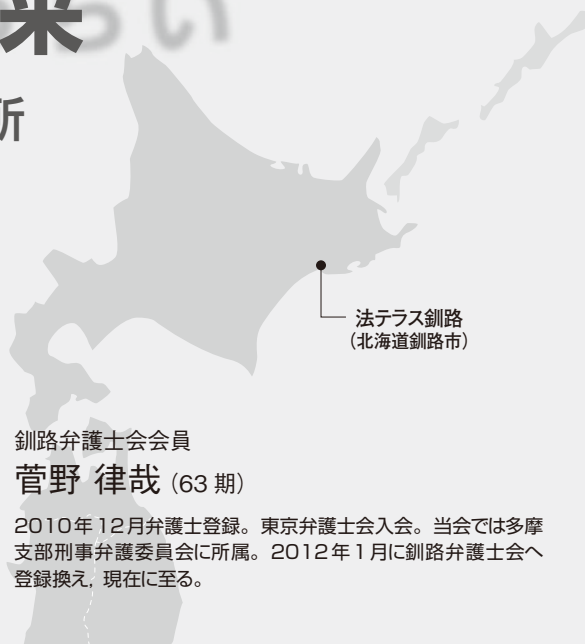 来
らい
所
法テラス釧路
（北海道釧路市）
釧路弁護士会会員
菅野 律哉（63 期）
2010年12月弁護士登録。東京弁護士会入会。当会では多摩
支部刑事弁護委員会に所属。2012年1月に釧路弁護士会へ
登録換え，現在に至る。